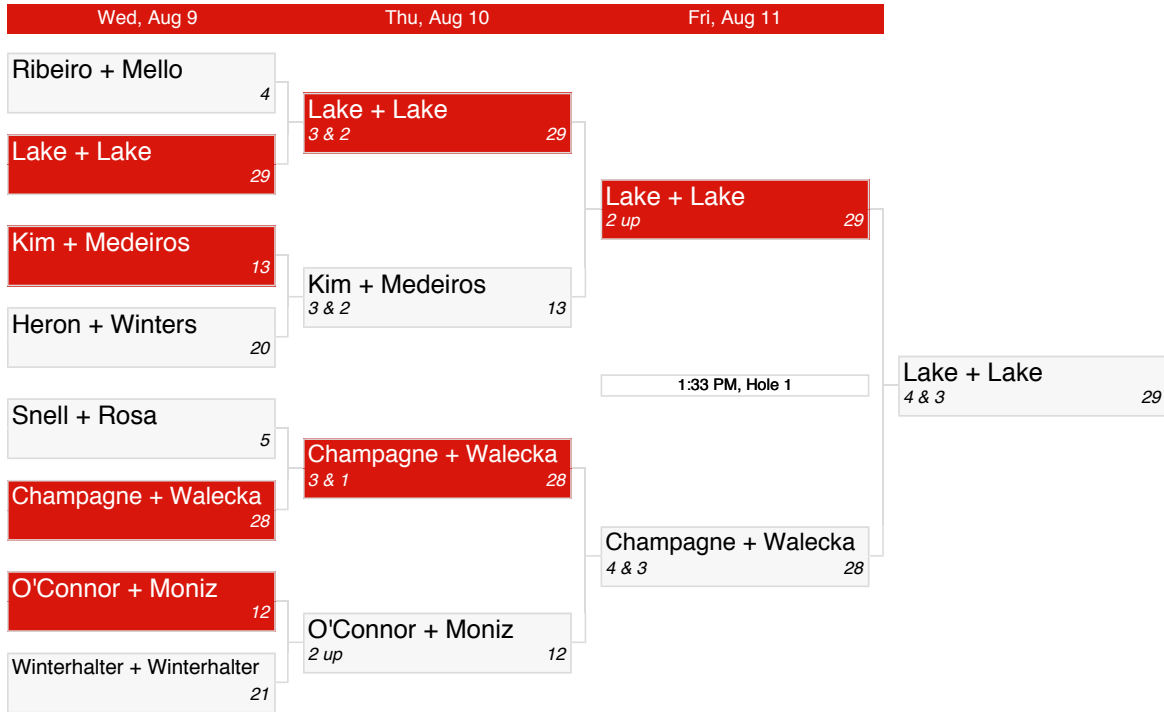 Wed, Aug 9
Thu, Aug 10
Fri, Aug 11
Ribeiro + Mello
4
Lake + Lake
29
Kim + Medeiros
13
Heron + Winters
20
Snell + Rosa
5
Champagne + Walecka
28
O'Connor + Moniz
12
Winterhalter + Winterhalter
21
Lake + Lake
3 & 2 29
Kim + Medeiros
3 & 2 13
Champagne + Walecka
3 & 1 28
O'Connor + Moniz
2 up 12
Lake + Lake
2 up 29
1:33 PM, Hole 1
Champagne + Walecka
4 & 3 28
Lake + Lake
4 & 3 29